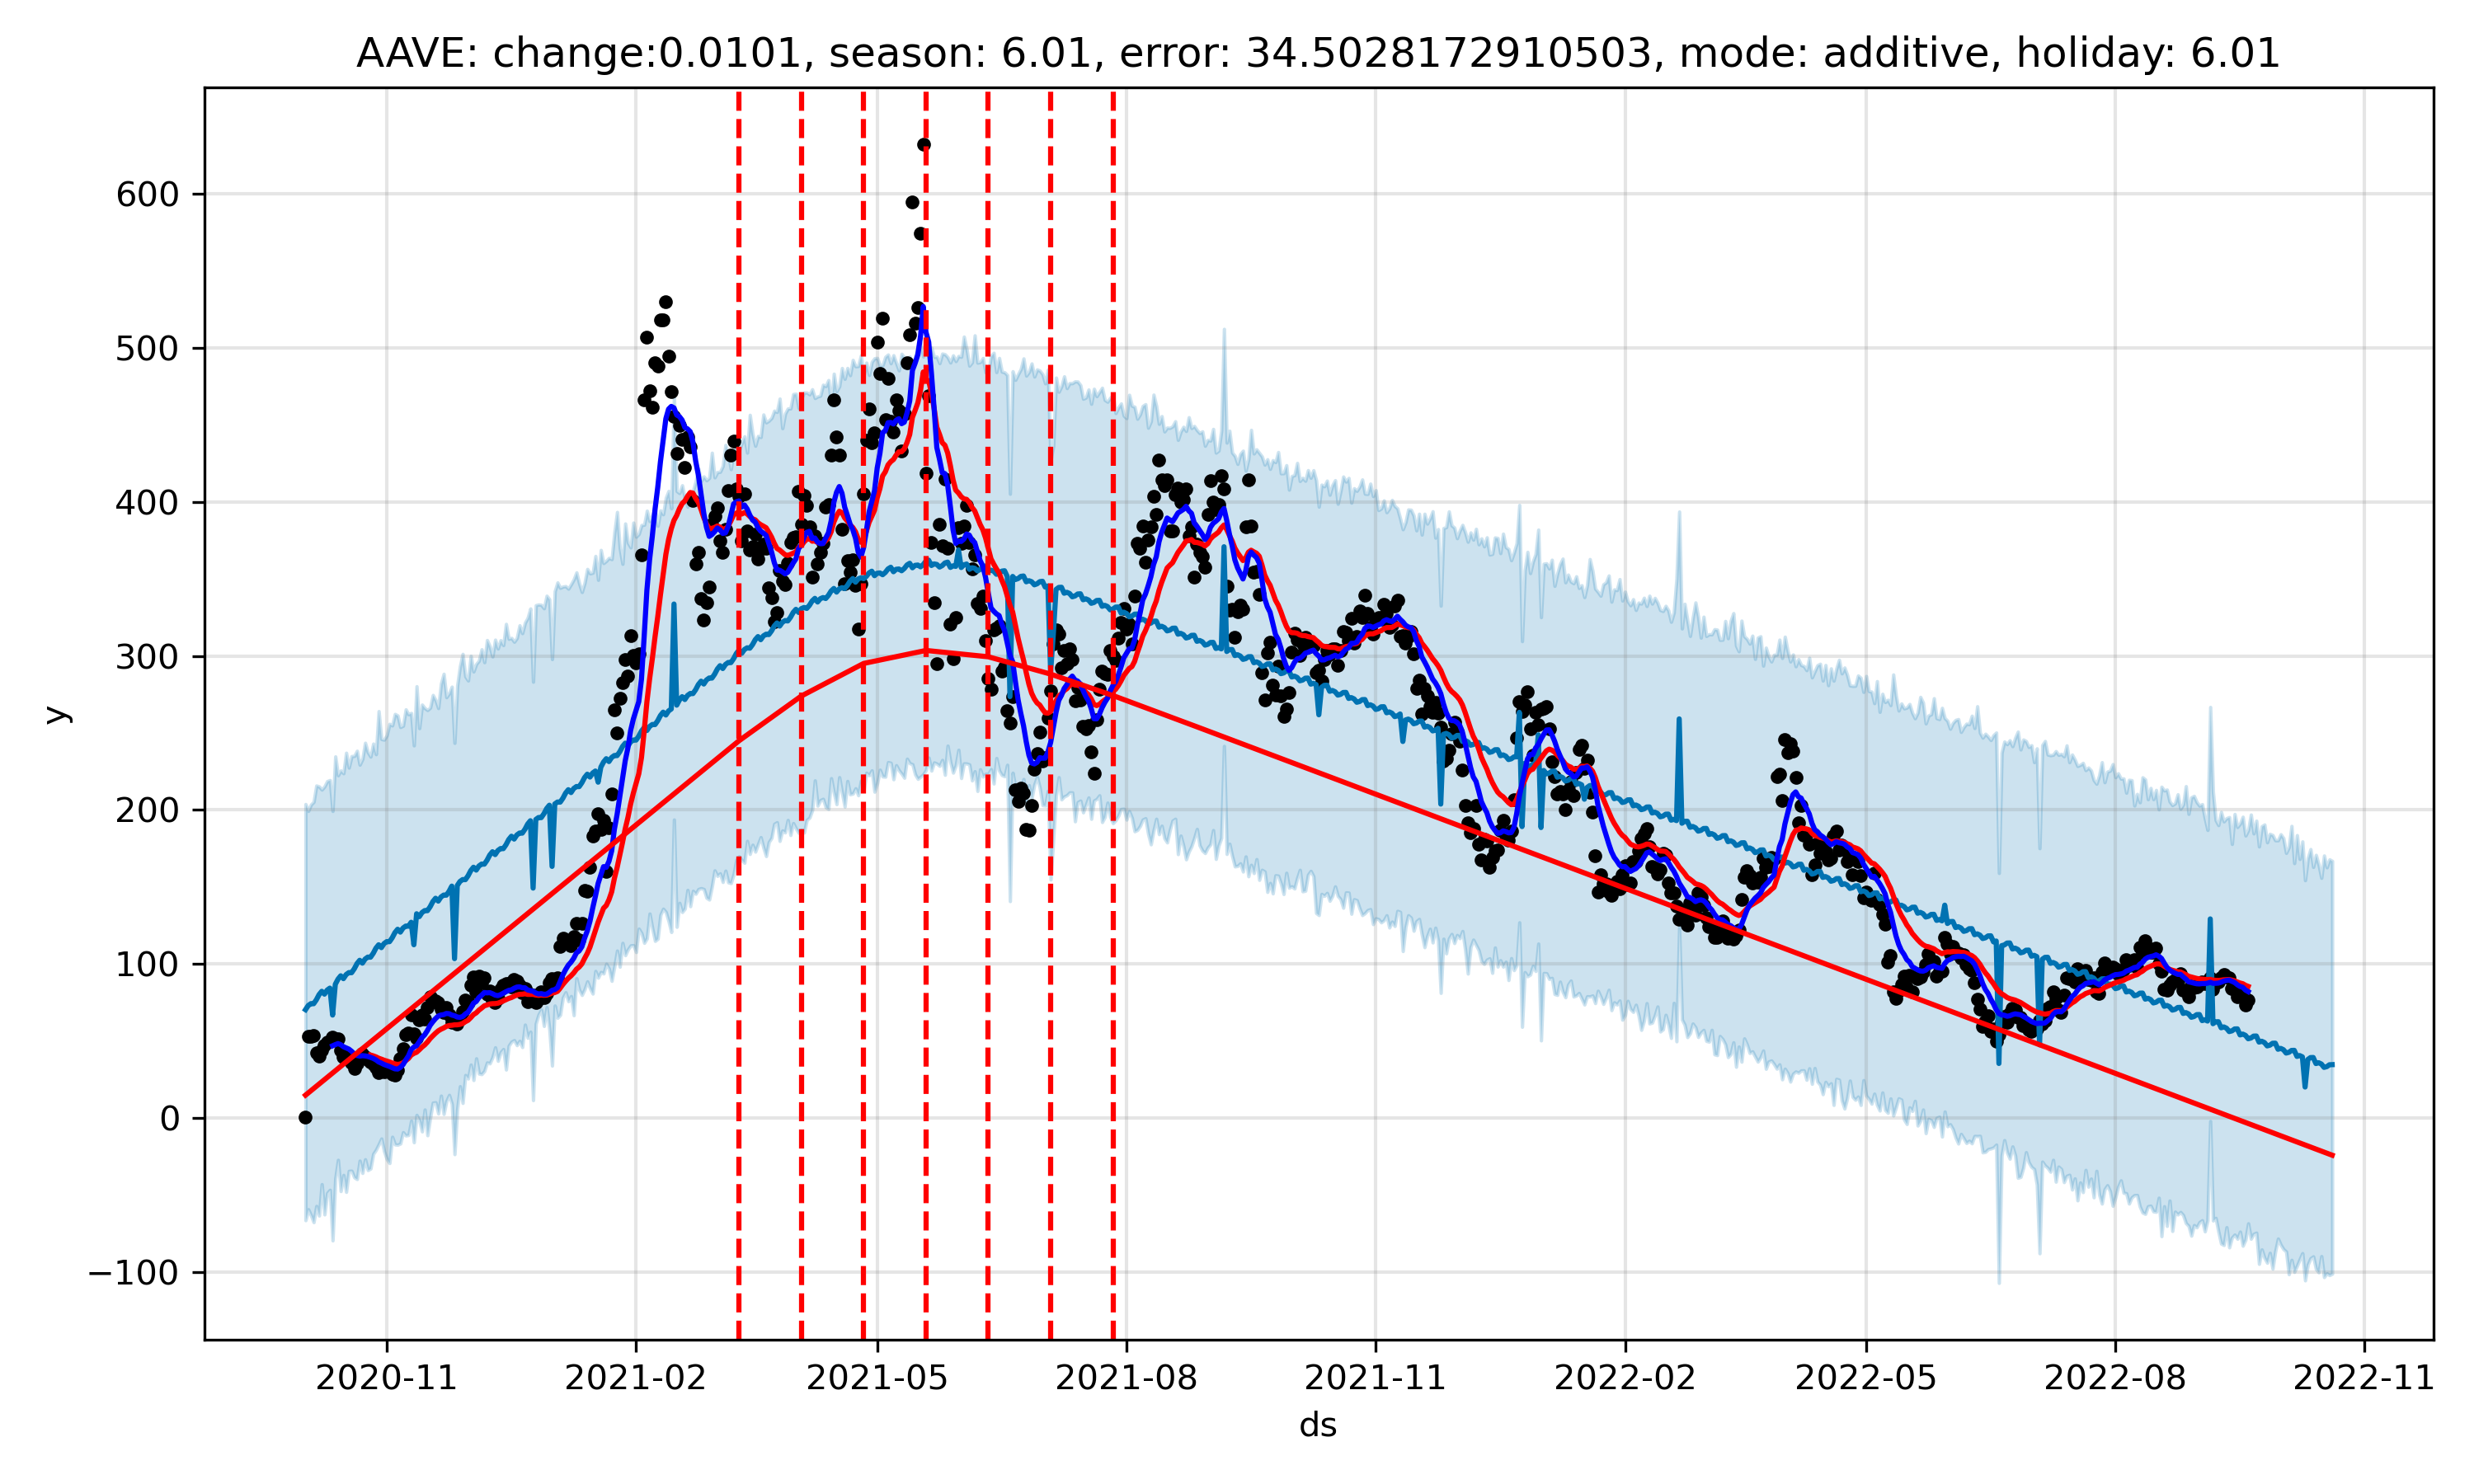 AAVE: change:0.0101, season: 6.01, error: 34.5028172910503, mode: additive, holiday: 6.01
600
500
400
300
200
100
0
−100
y
2020-11 2021-02 2021-05 2021-08 2021-11 2022-02 2022-05 2022-08 2022-11
ds